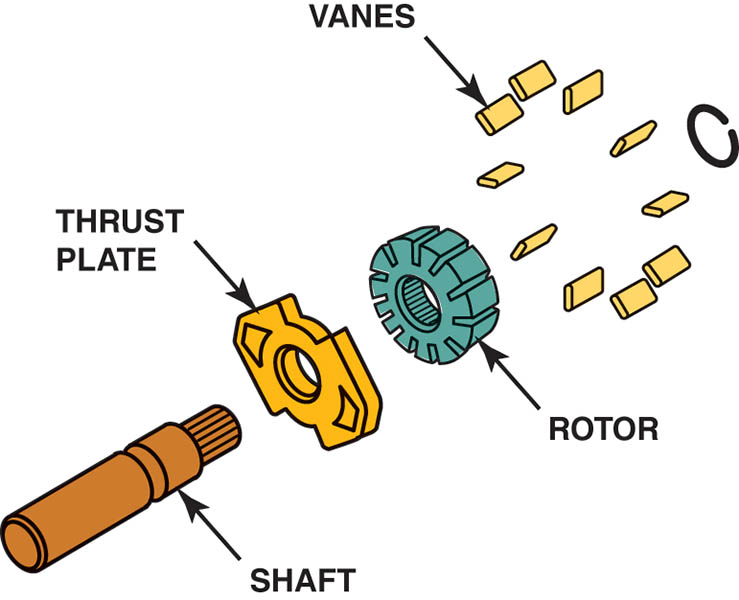 VANES
THRUST
PLATE
ROTOR
SHAFT